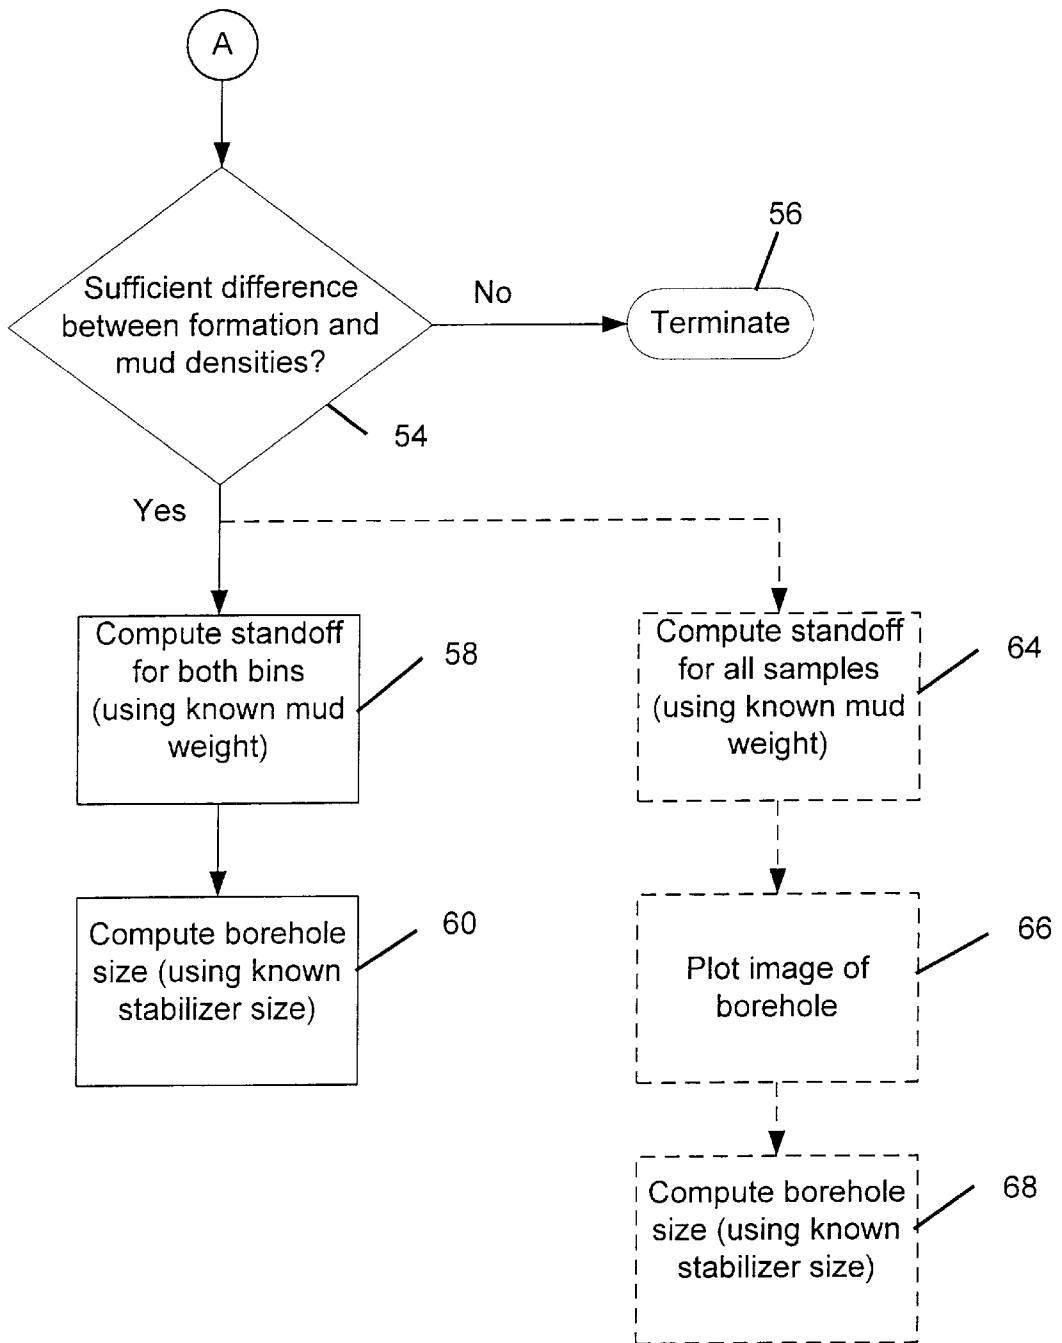 A
56
Sufficient difference
between formation and
mud densities?
No
Terminate
54
Yes
Compute standoff
for both bins
(using known mud
weight)
58
Compute standoff
for all samples
(using known mud
weight)
64
Compute borehole
size (using known
stabilizer size)
60
Plot image of
borehole
66
Compute borehole
size (using known
stabilizer size)
68